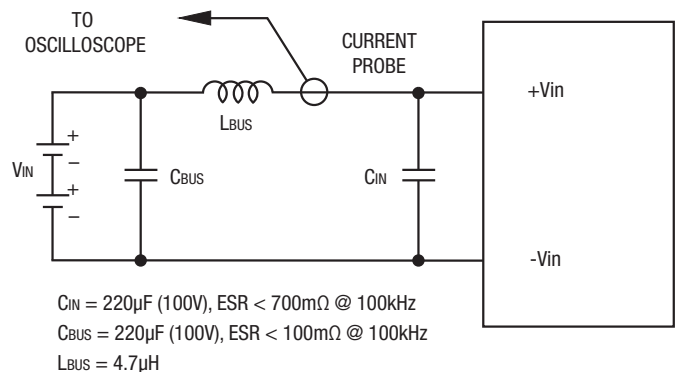 TO
OSCILLOSCOPE
CURRENT
PROBE
+Vin
LBUS
VIN
+
−
+
−
CBUS
CIN
-Vin
CIN = 220µF (100V), ESR < 700mΩ @ 100kHz
CBUS = 220µF (100V), ESR < 100mΩ @ 100kHz
LBUS = 4.7µH